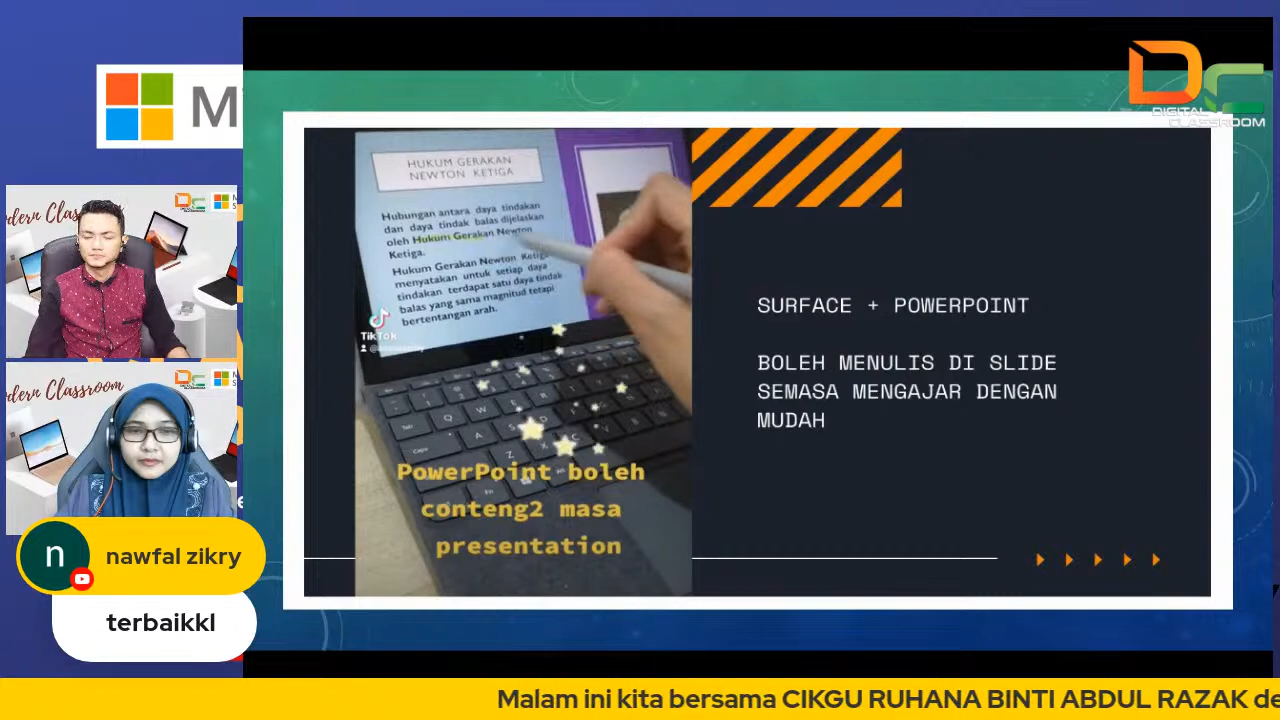 M
DIGITAL
CLASSROOM
HUKUM GERAKAN
NEWTON KETIGA
Hubungan antara daya tindakan
dan daya tindak balas dijelaskan
oleh Hukum Gerakan Newton
Ketiga.
Hukum Gerakan Newton Ketiga
menyatakan untuk setiap daya
tindakan terdapat satu daya tindak
balas yang sama magnitud tetapi
bertentangan arah.
TikTok
PowerPoint boleh
conteng2 masa
presentation
SURFACE + POWERPOINT
BOLEH MENULIS DI SLIDE
SEMASA MENGAJAR DENGAN
MUDAH
dern Classroom
odern Classroom
n
nawfal zikry
terbaikkl
Malam ini kita bersama CIKGU RUHANA BINTI ABDUL RAZAK de